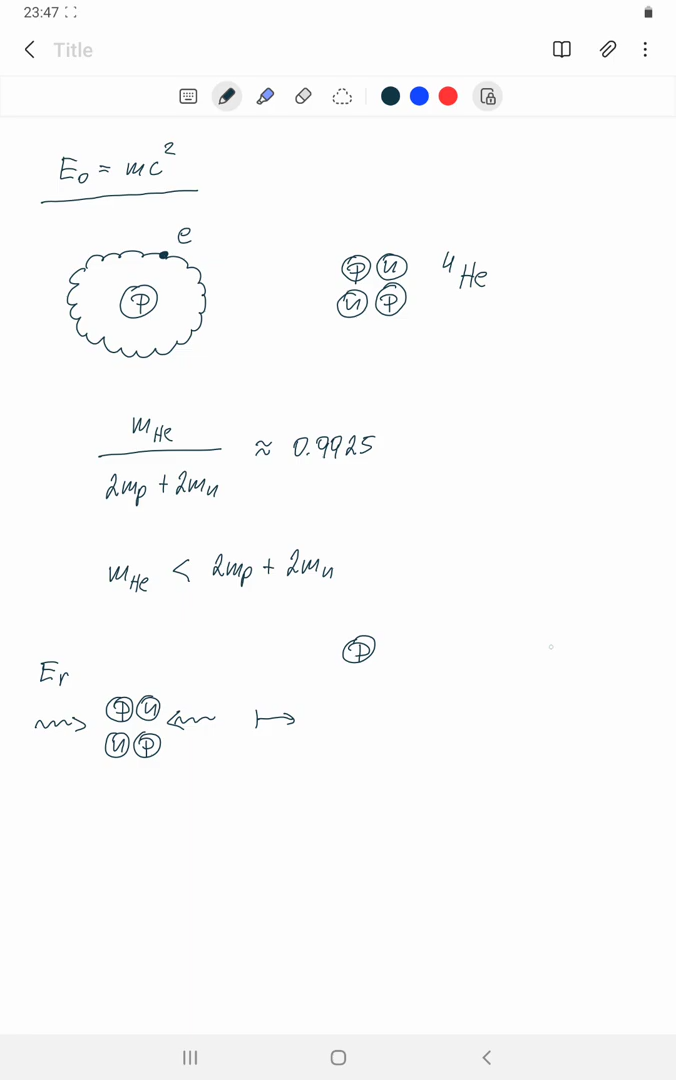 23:47
Title
E₀ = mc²
e
P
P n
n P
⁴He
m_He / 2m_p + 2m_n ≈ 0.9925
m_He < 2m_p + 2m_n
P
E_r
P n
n P